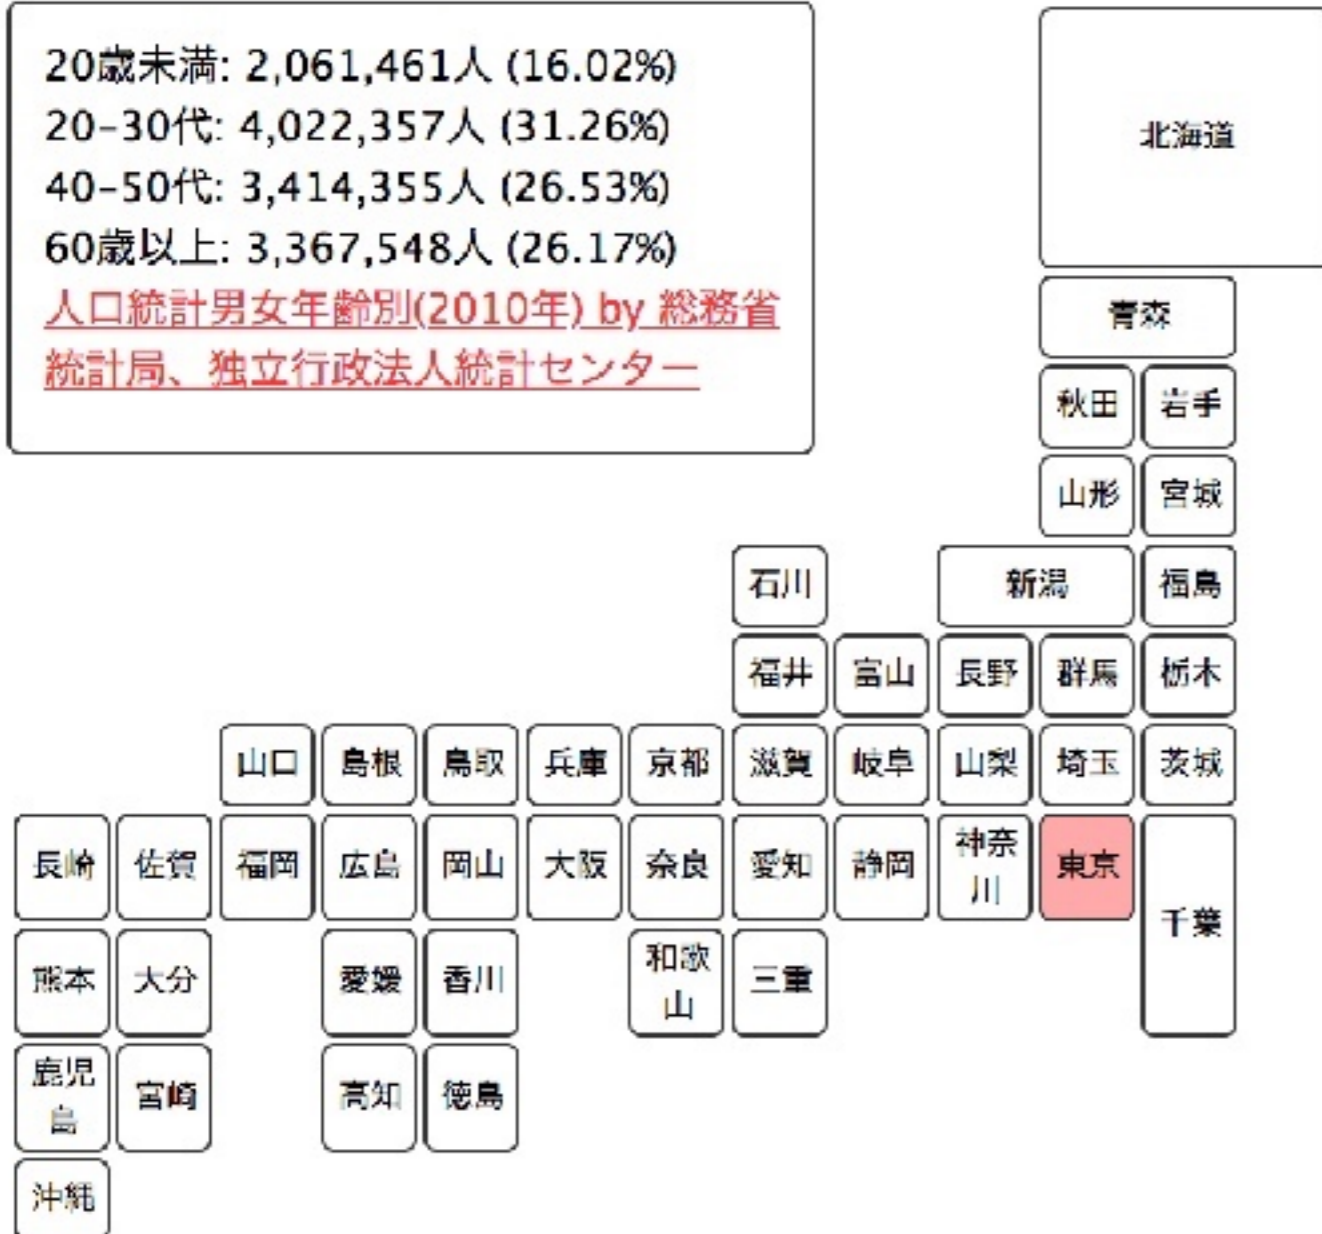 20歳未満: 2,061,461人 (16.02%)
20-30代: 4,022,357人 (31.26%)
40-50代: 3,414,355人 (26.53%)
60歳以上: 3,367,548人 (26.17%)
人口統計男女年齢別(2010年) by 総務省
統計局、独立行政法人統計センター
北海道
青森
秋田 岩手
山形 宮城
石川 新潟 福島
福井 富山 長野 群馬 栃木
山口 島根 鳥取 兵庫 京都 滋賀 岐阜 山梨 埼玉 茨城
長崎 佐賀 福岡 広島 岡山 大阪 奈良 愛知 静岡 神奈川 東京 千葉
熊本 大分 愛媛 香川 和歌山 三重
鹿児島 宮崎 高知 徳島
沖縄